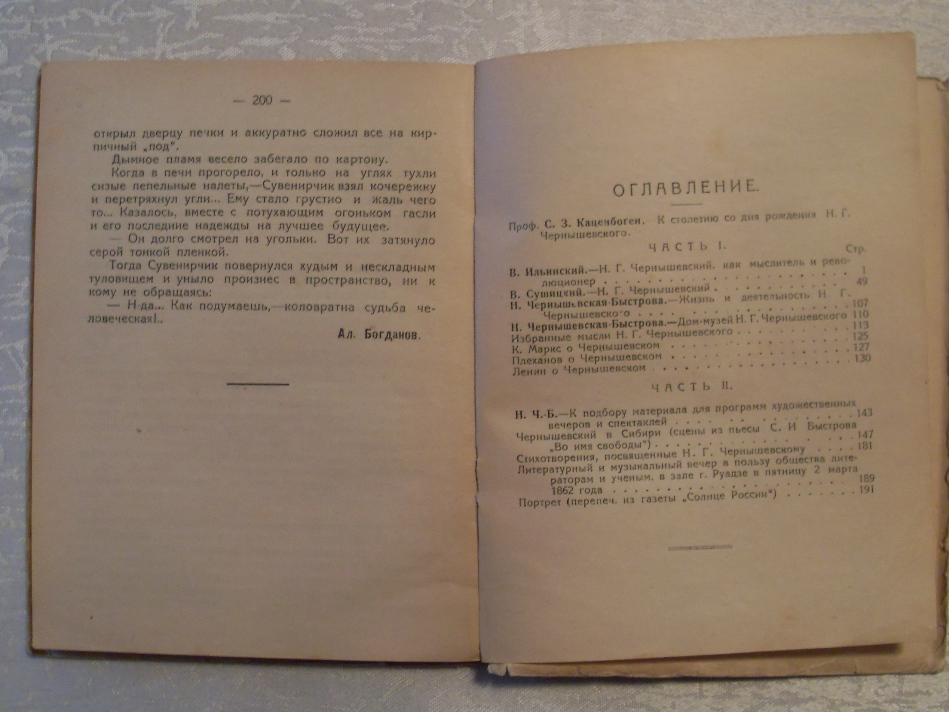 — 200 —
открыл дверцу печки и аккуратно сложил все на кир-
пичный „под".
Дымное пламя весело забегало по картону.
Когда в печи прогорело, и только на углях тухли
сизые пепельные налеты,—Сувенирчик взял кочережку
и перетряхнул угли... Ему стало грустно и жаль чего
то... Казалось, вместе с потухающим огоньком гасли
и его последние надежды на лучшее будущее.
— Он долго смотрел на угольки. Вот их затянуло
серой тонкой пленкой.
Тогда Сувенирчик повернулся худым и нескладным
туловищем и уныло произнес в пространство, ни к
кому не обращаясь:
— Н-да... Как подумаешь,—коловратна судьба че-
ловеческая!..
Ал. Богданов.
ОГЛАВЛЕНИЕ.
Проф. С. З. Каценбоген. К столетию со дня рождения Н. Г.
Чернышевского.
ЧАСТЬ I.
Стр.
В. Ильинский.—Н. Г. Чернышевский, как мыслитель и рево-
люционер . . . 1
В. Сушицкий.—Н. Г. Чернышевский . . . 49
Н. Чернышевская-Быстрова.—Жизнь и деятельность Н. Г.
Чернышевского . . . 107
Н. Чернышевская-Быстрова.—Дом-музей Н. Г. Чернышевского 110
Избранные мысли Н. Г. Чернышевского . . . 113
К. Маркс о Чернышевском . . . 125
Плеханов о Чернышевском . . . 127
Ленин о Чернышевском . . . 130
ЧАСТЬ II.
Н. Ч.-Б.—К подбору материала для программ художественных
вечеров и спектаклей . . . 143
Чернышевский в Сибири (сцены из пьесы С. И Быстрова
„Во имя свободы") . . . 147
Стихотворения, посвященные Н. Г. Чернышевскому . . . 181
Литературный и музыкальный вечер в пользу общества лите-
раторам и ученым, в зале г. Руадзе в пятницу 2 марта
1862 года . . . 189
Портрет (перепеч. из газеты „Солнце России") . . . 191